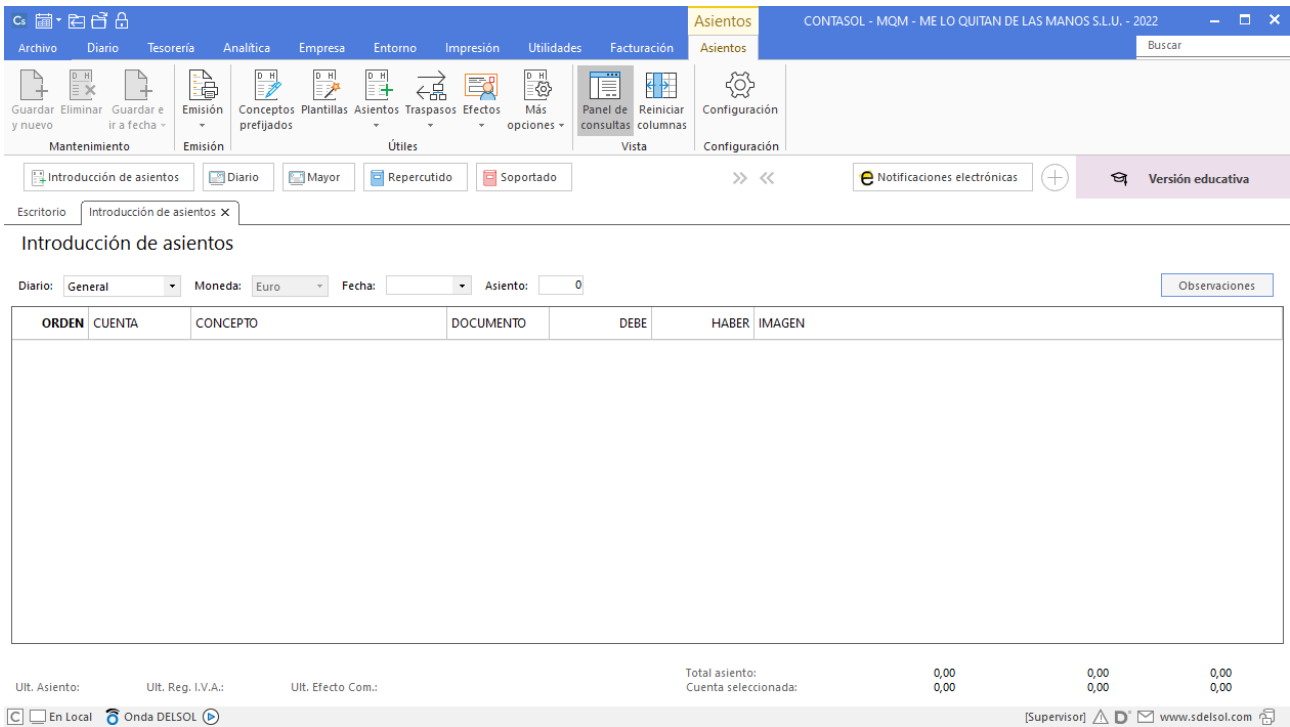 Cs
Asientos
CONTASOL - MQM - ME LO QUITAN DE LAS MANOS S.L.U. - 2022
Archivo Diario Tesorería Analítica Empresa Entorno Impresión Utilidades Facturación Asientos Buscar
Guardar y nuevo
Eliminar
Guardar e ir a fecha
Emisión
Conceptos prefijados
Plantillas
Asientos
Traspasos
Efectos
Más opciones
Panel de consultas
Reiniciar columnas
Configuración
Mantenimiento Emisión Útiles Vista Configuración
Introducción de asientos Diario Mayor Repercutido Soportado Notificaciones electrónicas Versión educativa
Escritorio Introducción de asientos
Introducción de asientos
Diario: General Moneda: Euro Fecha: Asiento: 0 Observaciones
ORDEN CUENTA CONCEPTO DOCUMENTO DEBE HABER IMAGEN
Total asiento: 0,00 0,00 0,00
Ult. Asiento: Ult. Reg. I.V.A.: Ult. Efecto Com.: Cuenta seleccionada: 0,00 0,00 0,00
C En Local Onda DELSOL [Supervisor] D www.sdelsol.com